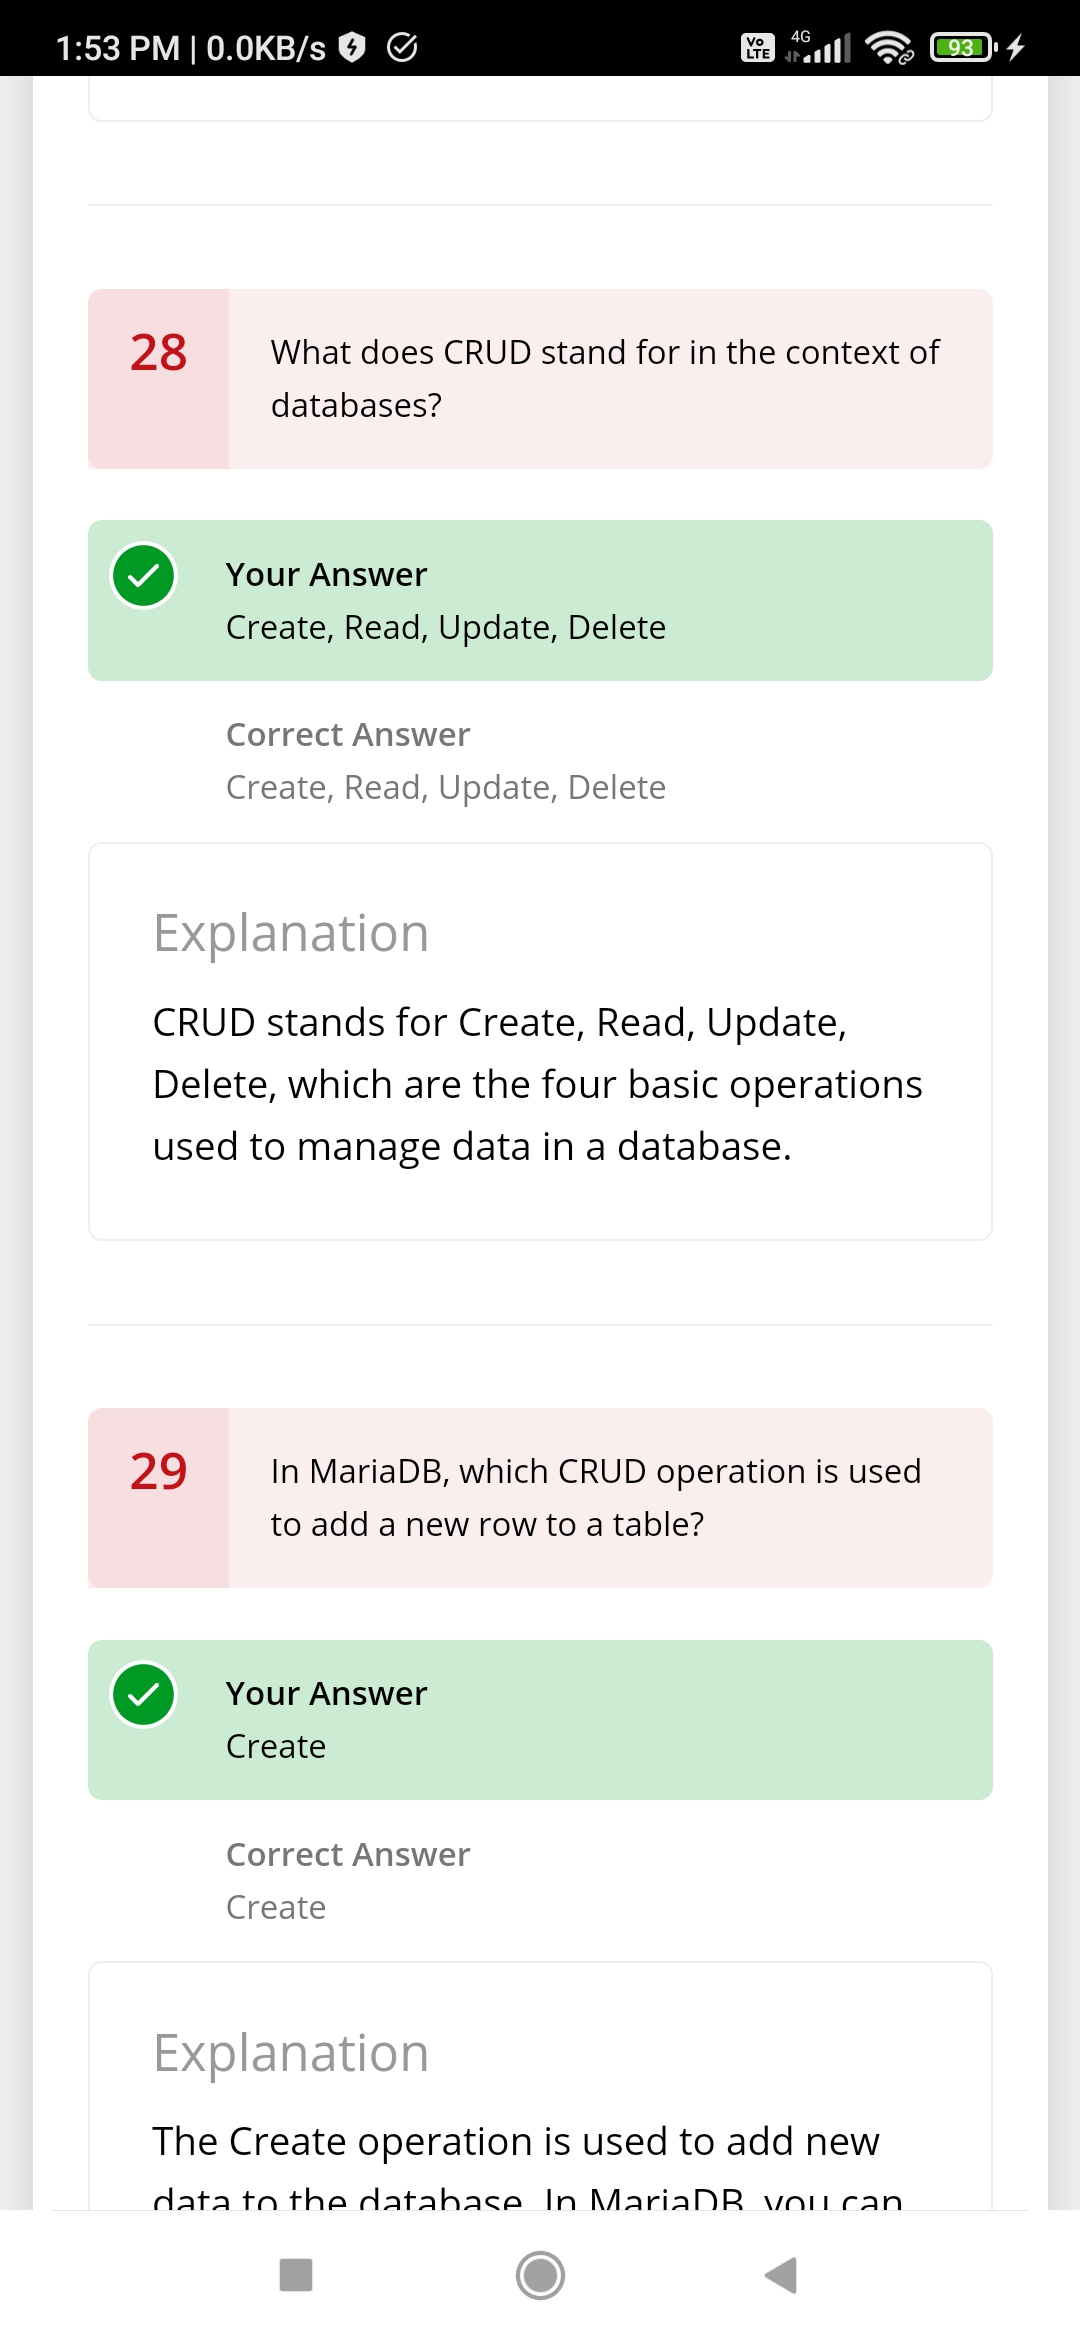 1:53 PM | 0.0KB/s
Vo LTE
4G
93
28
What does CRUD stand for in the context of
databases?
Your Answer
Create, Read, Update, Delete
Correct Answer
Create, Read, Update, Delete
Explanation
CRUD stands for Create, Read, Update,
Delete, which are the four basic operations
used to manage data in a database.
29
In MariaDB, which CRUD operation is used
to add a new row to a table?
Your Answer
Create
Correct Answer
Create
Explanation
The Create operation is used to add new
data to the database. In MariaDB, you can